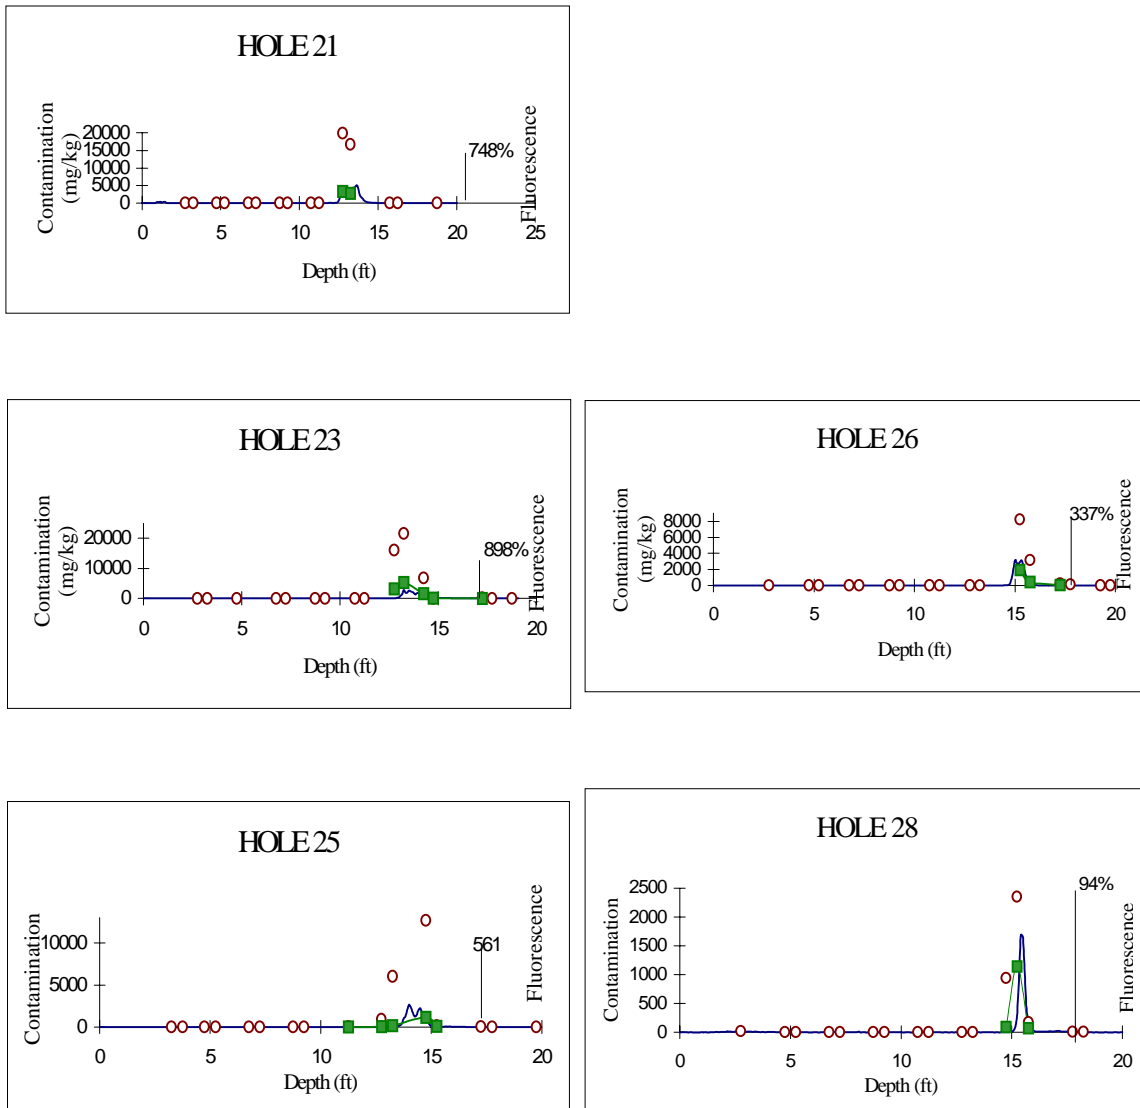 HOLE 21
Contamination
(mg/kg)
20000
15000
10000
5000
0
748%
Fluorescence
0 5 10 15 20 25
Depth (ft)
HOLE 23
Contamination
(mg/kg)
20000
10000
0
898%
Fluorescence
0 5 10 15 20
Depth (ft)
HOLE 26
Contamination
(mg/kg)
8000
6000
4000
2000
0
337%
Fluorescence
0 5 10 15 20
Depth (ft)
HOLE 25
Contamination
10000
5000
0
561
Fluorescence
0 5 10 15 20
Depth (ft)
HOLE 28
Contamination
2500
2000
1500
1000
500
0
94%
Fluorescence
0 5 10 15 20
Depth (ft)